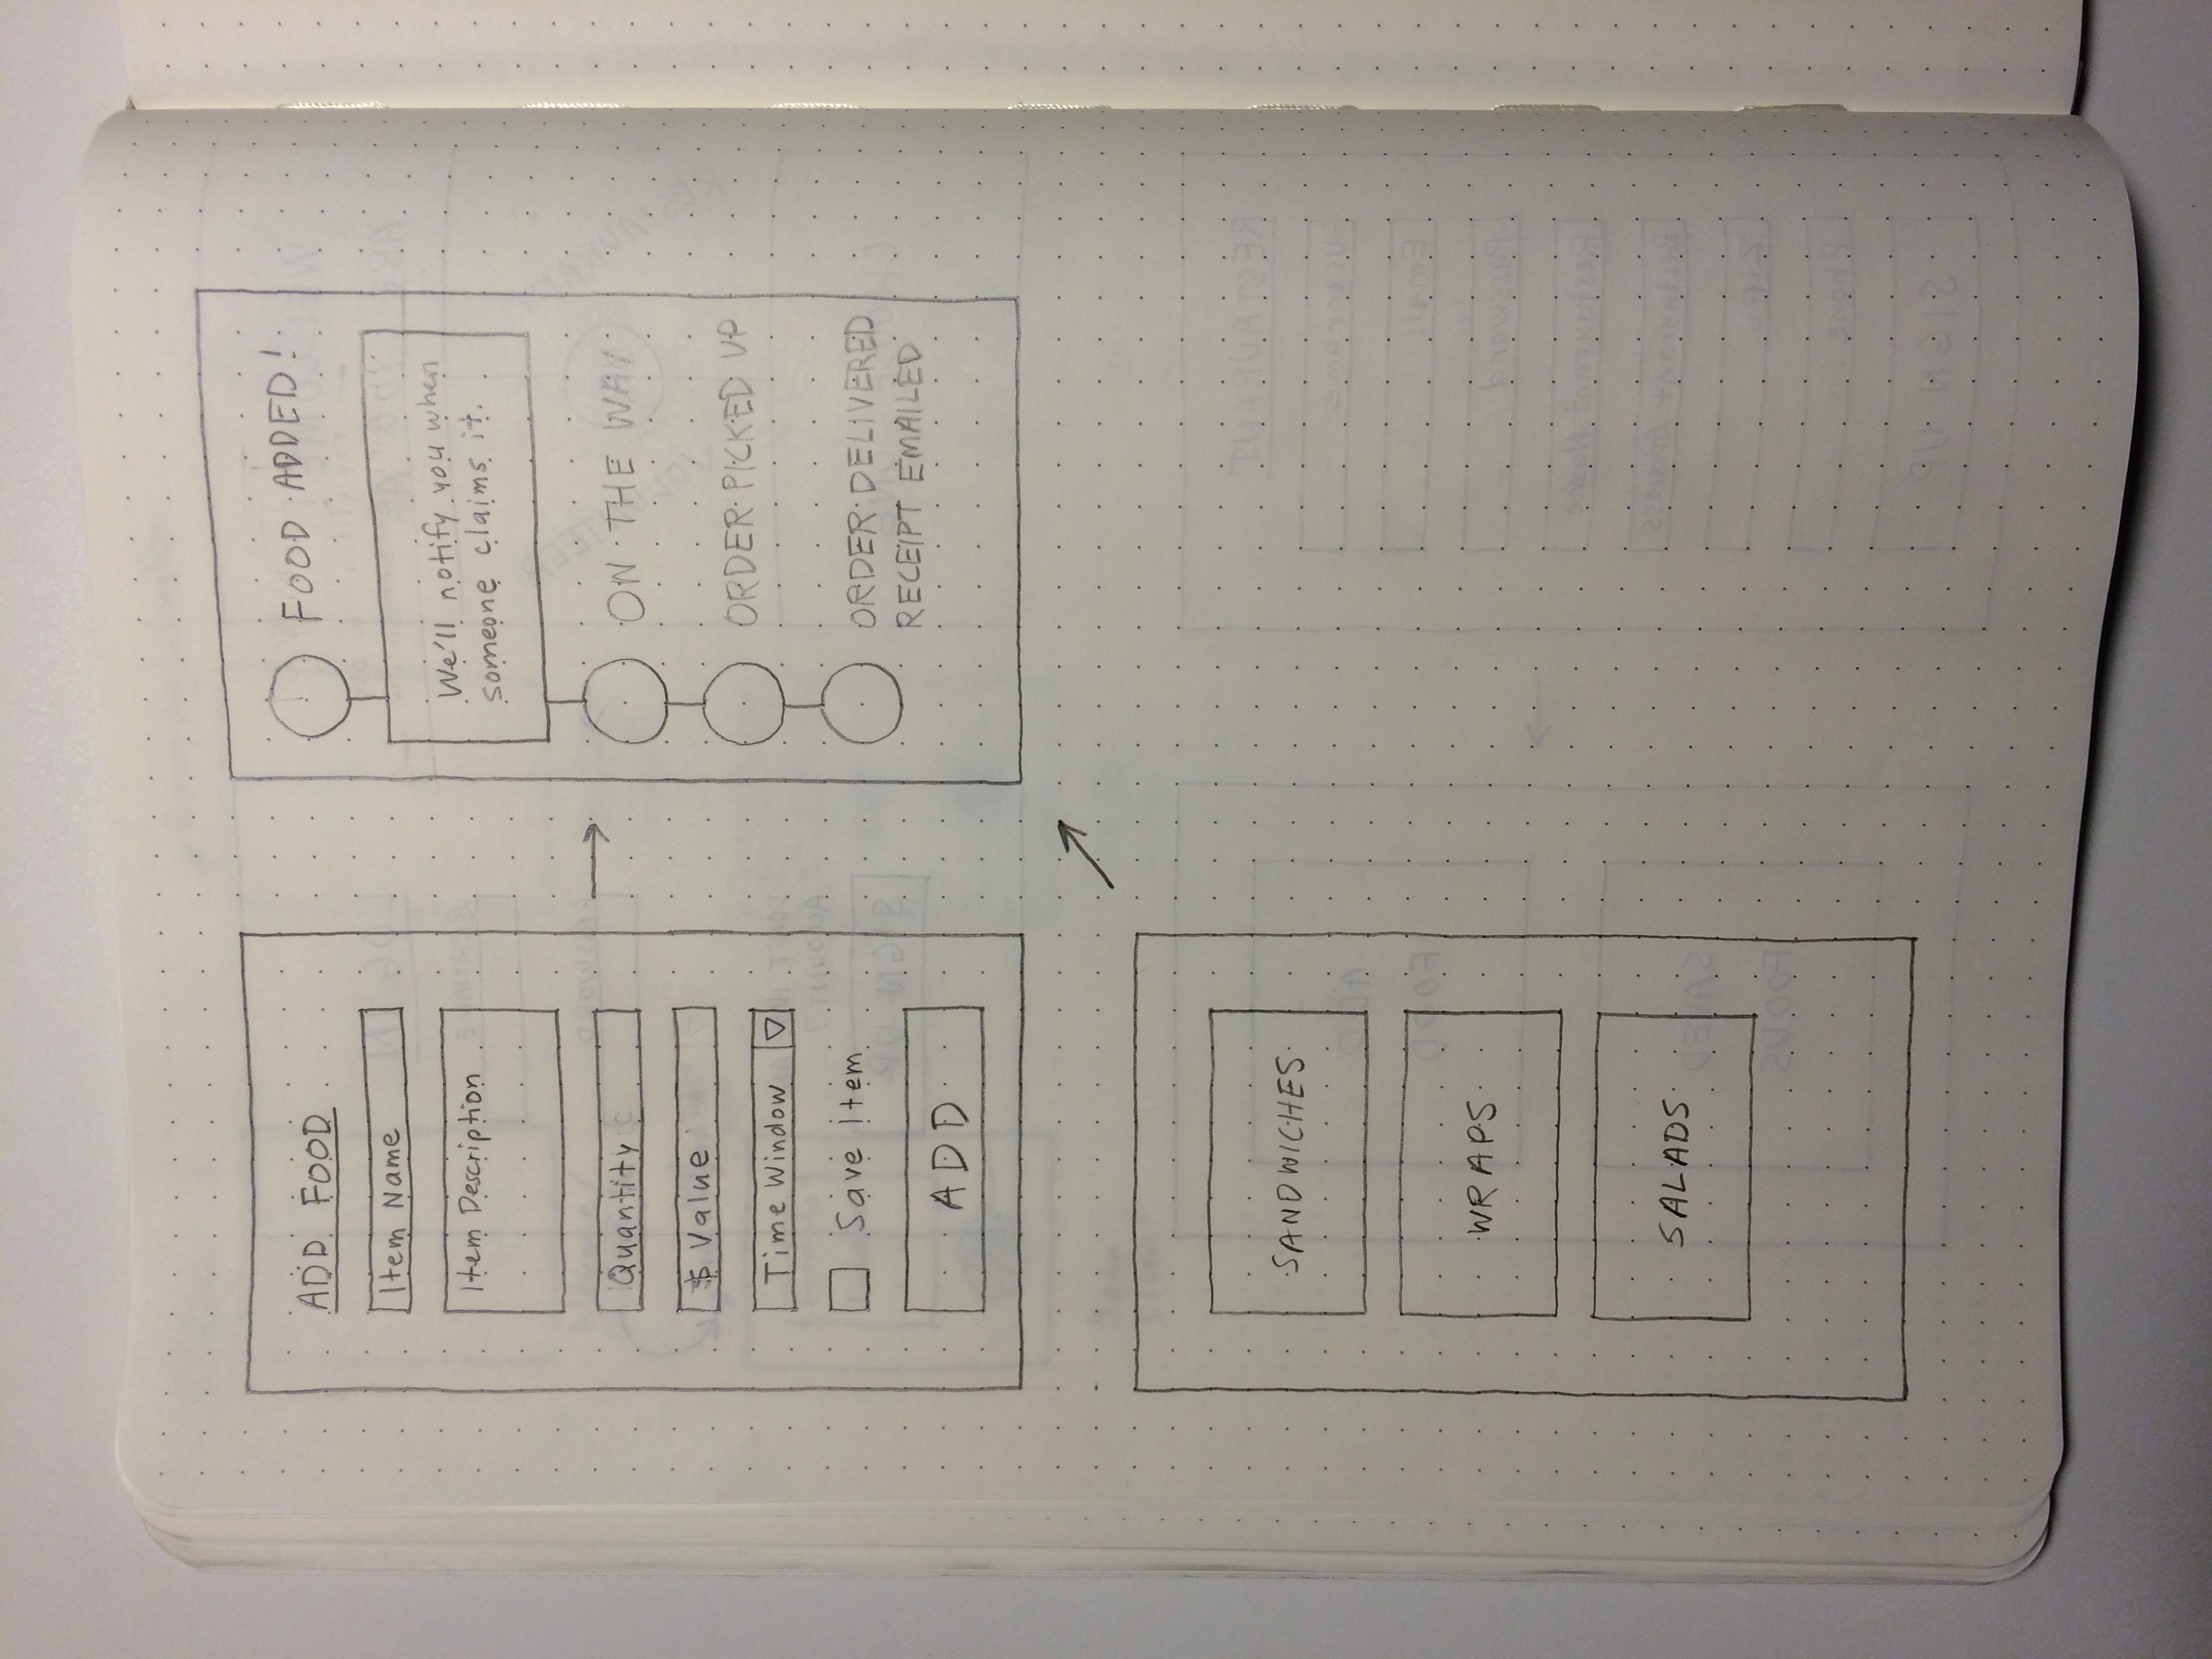 ADD FOOD
Item Name
Item Description
Quantity
$ Value
Time Window
Save Item
ADD
FOOD ADDED!
We'll notify you when
someone claims it.
ON THE WAY
ORDER PICKED UP
ORDER DELIVERED
RECEIPT EMAILED
SANDWICHES
WRAPS
SALADS